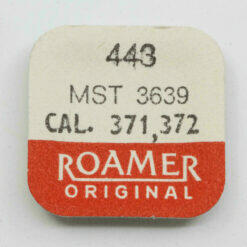 443
MST 3639
CAL. 371,372
ROAMER
ORIGINAL